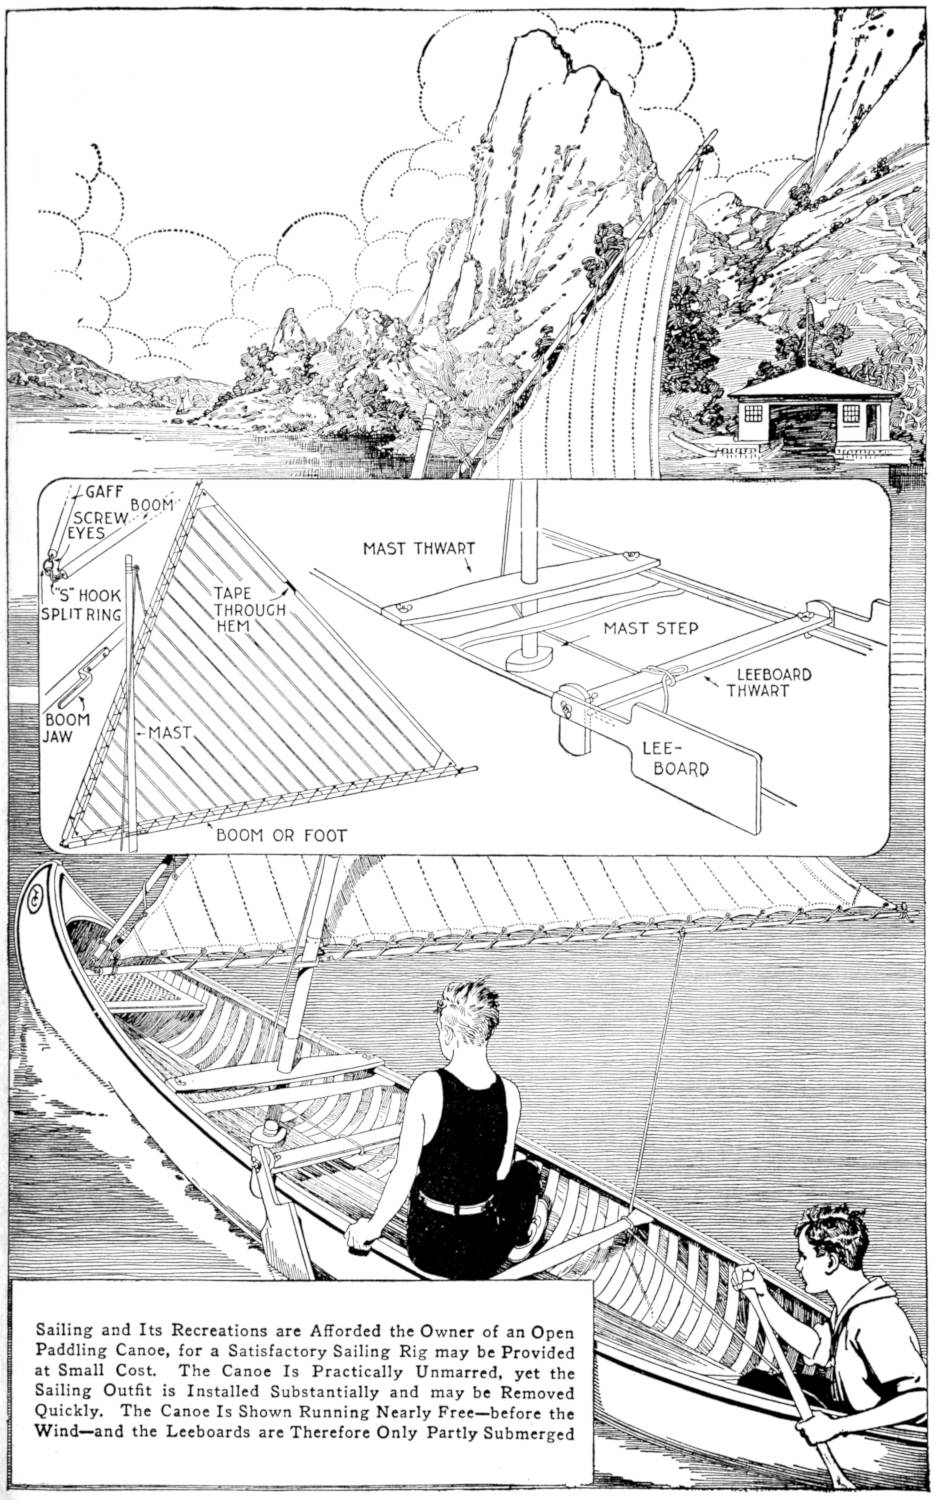 GAFF
SCREW
EYES
BOOM
"S" HOOK
SPLIT RING
BOOM
JAW
MAST
TAPE
THROUGH
HEM
BOOM OR FOOT
MAST THWART
MAST STEP
LEEBOARD
THWART
LEE-
BOARD
Sailing and Its Recreations are Afforded the Owner of an Open
Paddling Canoe, for a Satisfactory Sailing Rig may be Provided
at Small Cost. The Canoe Is Practically Unmarred, yet the
Sailing Outfit is Installed Substantially and may be Removed
Quickly. The Canoe Is Shown Running Nearly Free—before the
Wind—and the Leeboards are Therefore Only Partly Submerged